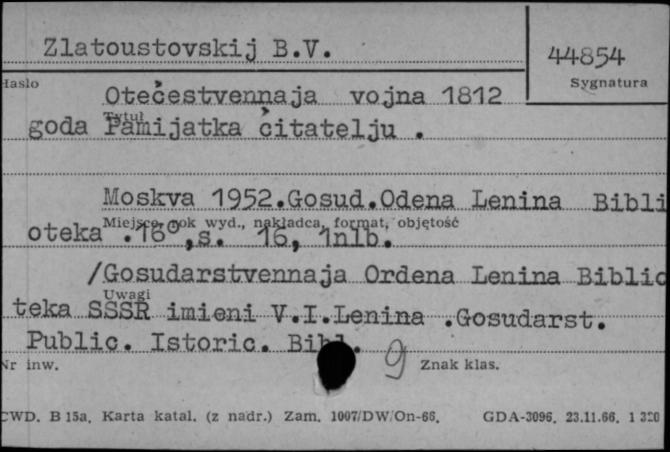 Zlatoustovskij B.V.
44854
Hasło
Sygnatura
Otečestvennaja vojna 1812
Tytuł
goda Pamijatka čitatelju .
Moskva 1952.Gosud.Odena Lenina Bibli
Miejsce, rok wyd., nakładca, format, objętość
oteka .16°,s. 16, 1nlb.
/Gosudarstvennaja Ordena Lenina Biblio
Uwagi
teka SSSR imieni V.I.Lenina .Gosudarst.
Public. Istoric. Bibl.
9
Nr inw.
Znak klas.
CWD. B 15a. Karta katal. (z nadr.) Zam. 1007/DW/On-66. GDA-3096. 23.11.66. 1 320